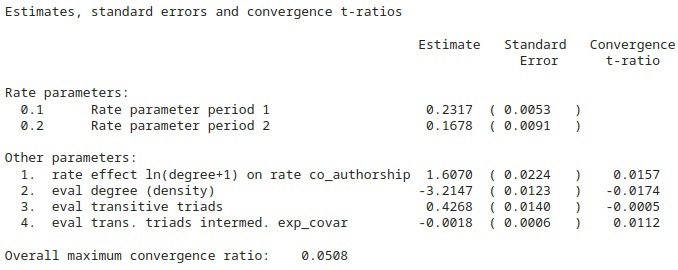 Estimates, standard errors and convergence t-ratios
Estimate Standard Convergence
Error t-ratio
Rate parameters:
0.1 Rate parameter period 1 0.2317 ( 0.0053 )
0.2 Rate parameter period 2 0.1678 ( 0.0091 )
Other parameters:
1. rate effect ln(degree+1) on rate co_authorship 1.6070 ( 0.0224 ) 0.0157
2. eval degree (density) -3.2147 ( 0.0123 ) -0.0174
3. eval transitive triads 0.4268 ( 0.0140 ) -0.0005
4. eval trans. triads intermed. exp_covar -0.0018 ( 0.0006 ) 0.0112
Overall maximum convergence ratio: 0.0508